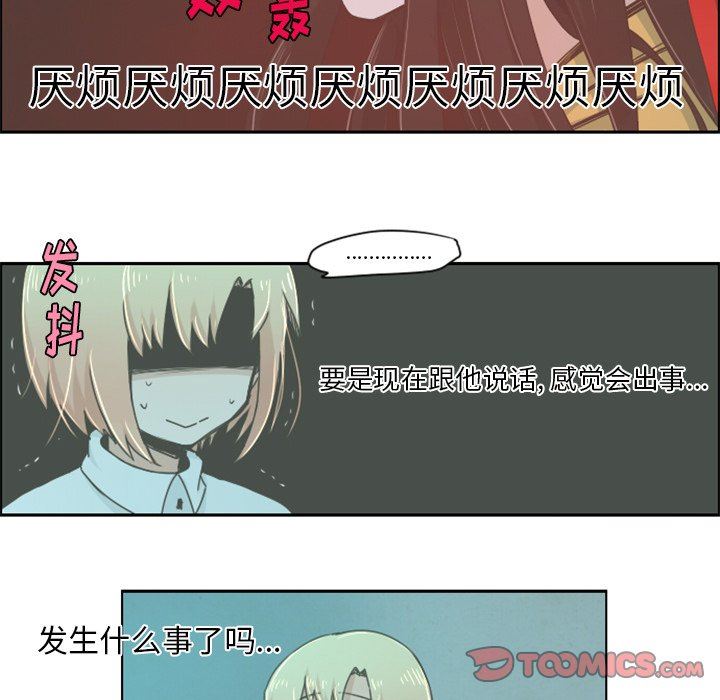 厌烦厌烦厌烦厌烦厌烦厌烦厌烦
...............
发抖
要是现在跟他说话, 感觉会出事...
发生什么事了吗...
TOOMICS.COM